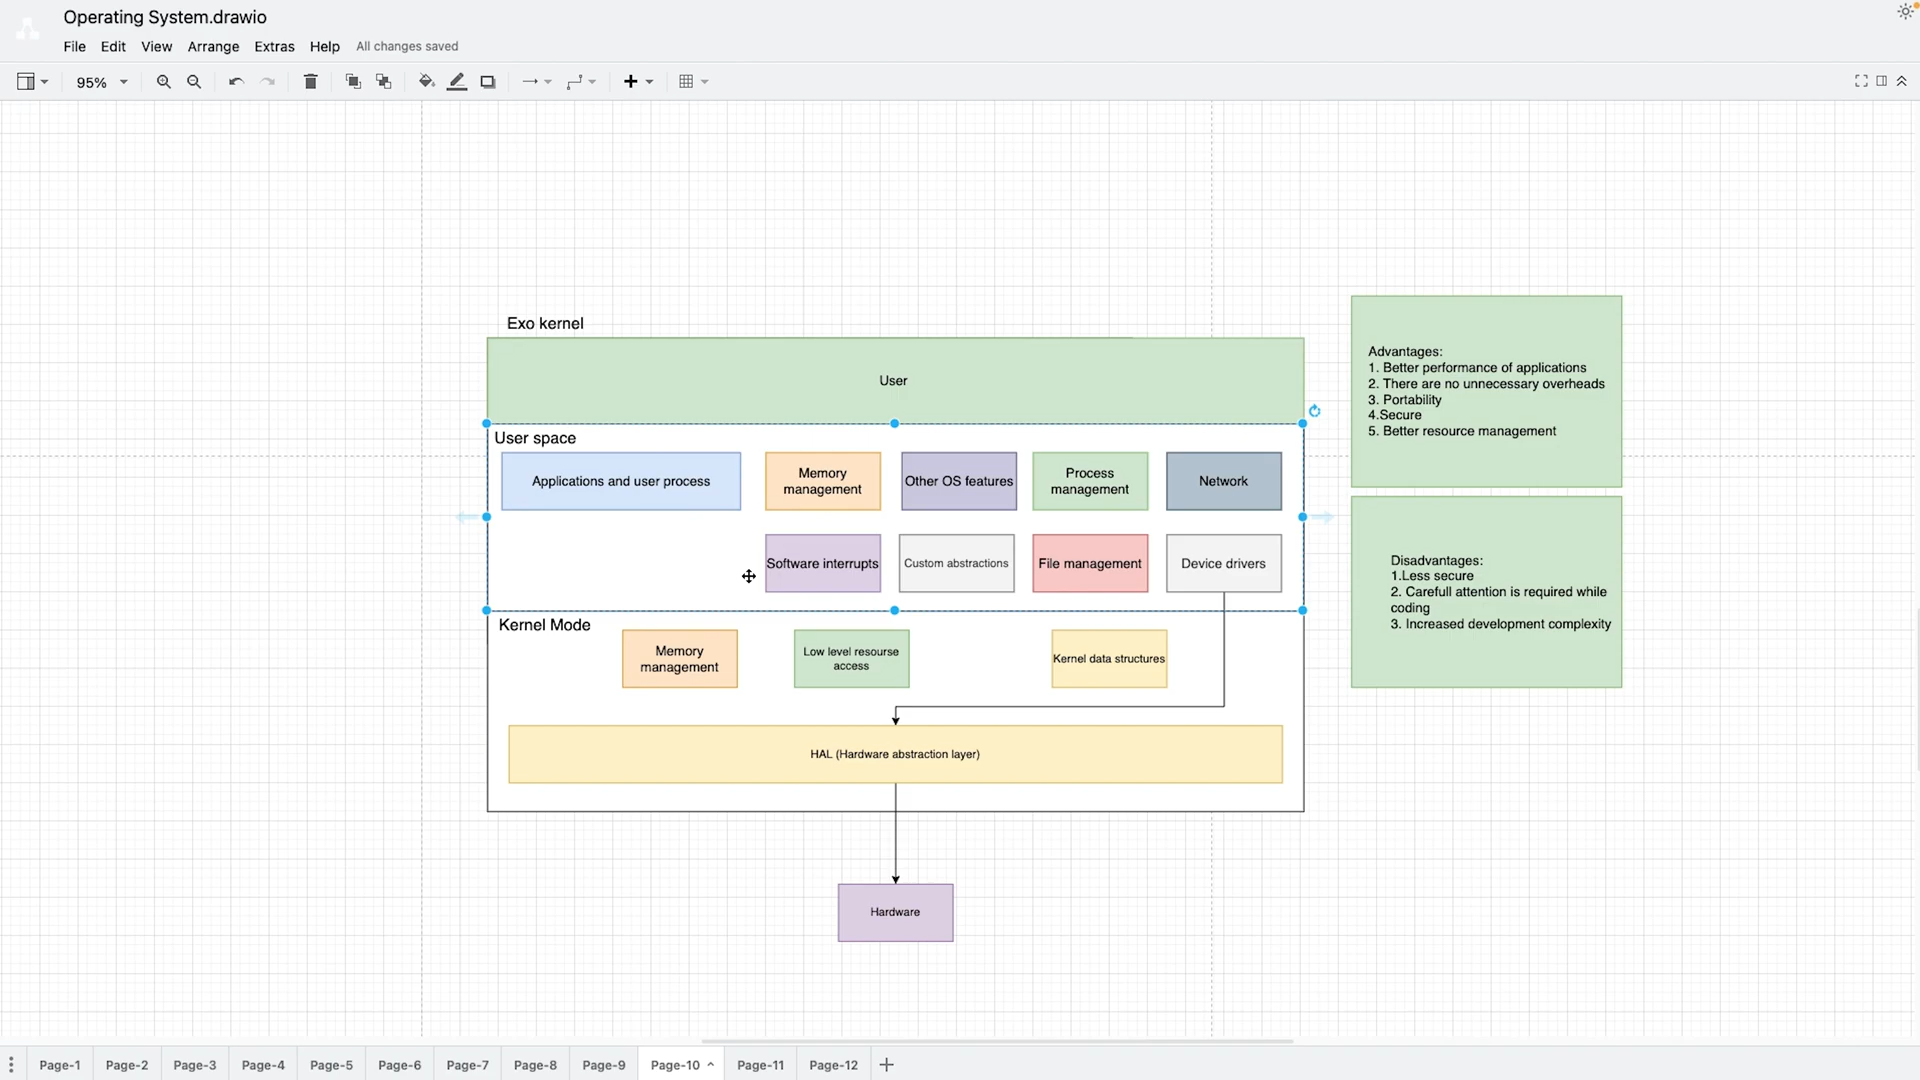 Operating System.drawio
File Edit View Arrange Extras Help All changes saved
95%
Exo kernel
User
User space
Applications and user process
Memory
management
Other OS features
Process
management
Network
Software interrupts
Custom abstractions
File management
Device drivers
Kernel Mode
Memory
management
Low level resourse
access
Kernel data structures
HAL (Hardware abstraction layer)
Hardware
Advantages:
1. Better performance of applications
2. There are no unnecessary overheads
3. Portability
4.Secure
5. Better resource management
Disadvantages:
1.Less secure
2. Carefull attention is required while
coding
3. Increased development complexity
Page-1 Page-2 Page-3 Page-4 Page-5 Page-6 Page-7 Page-8 Page-9 Page-10 Page-11 Page-12